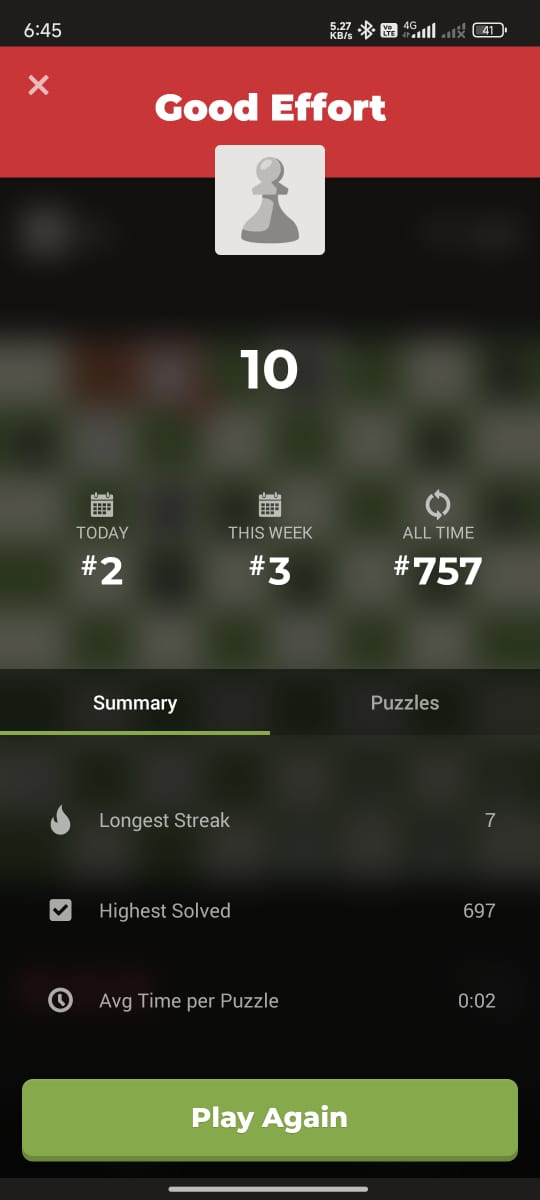 6:45
5.27
KB/s
Vo
LTE
4G
41
Good Effort
10
TODAY
THIS WEEK
ALL TIME
#2
#3
#757
Summary
Puzzles
Longest Streak
7
Highest Solved
697
Avg Time per Puzzle
0:02
Play Again